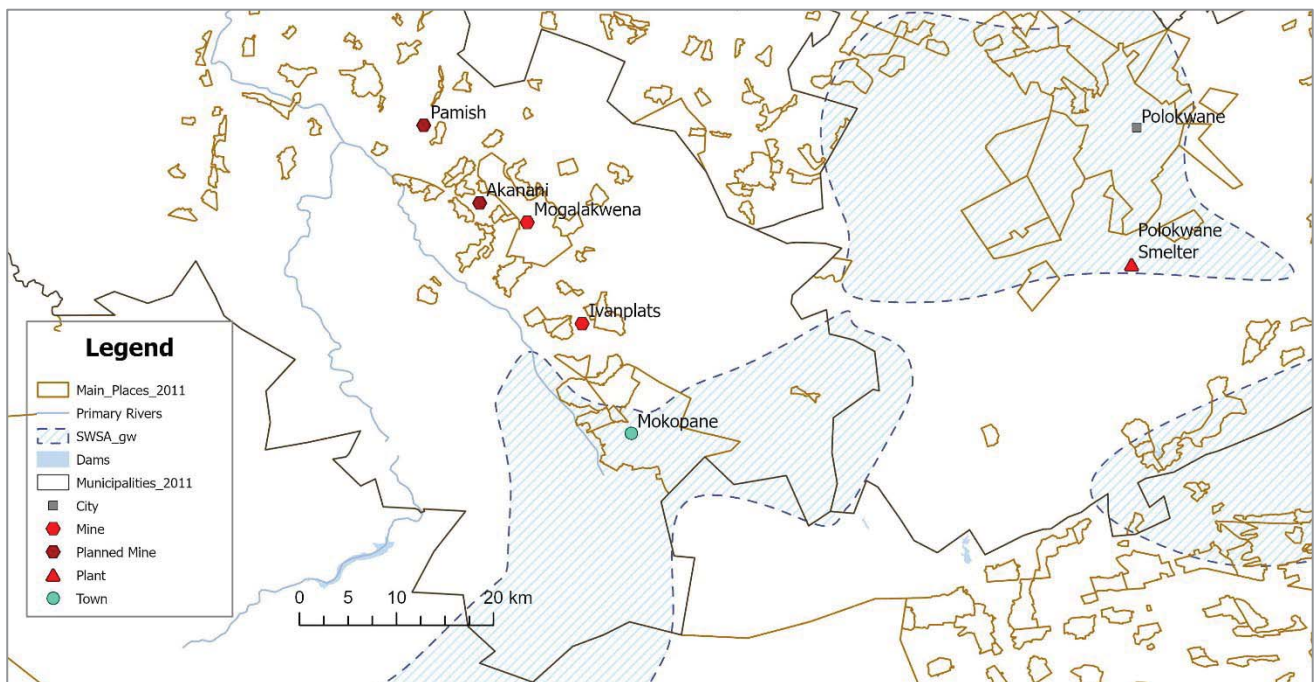 Pamish
Polokwane
Akanani
Mogalakwena
Polokwane
Smelter
Ivanplats
Mokopane
Legend
Main_Places_2011
Primary Rivers
SWSA_gw
Dams
Municipalities_2011
City
Mine
Planned Mine
Plant
Town
0 5 10 20 km